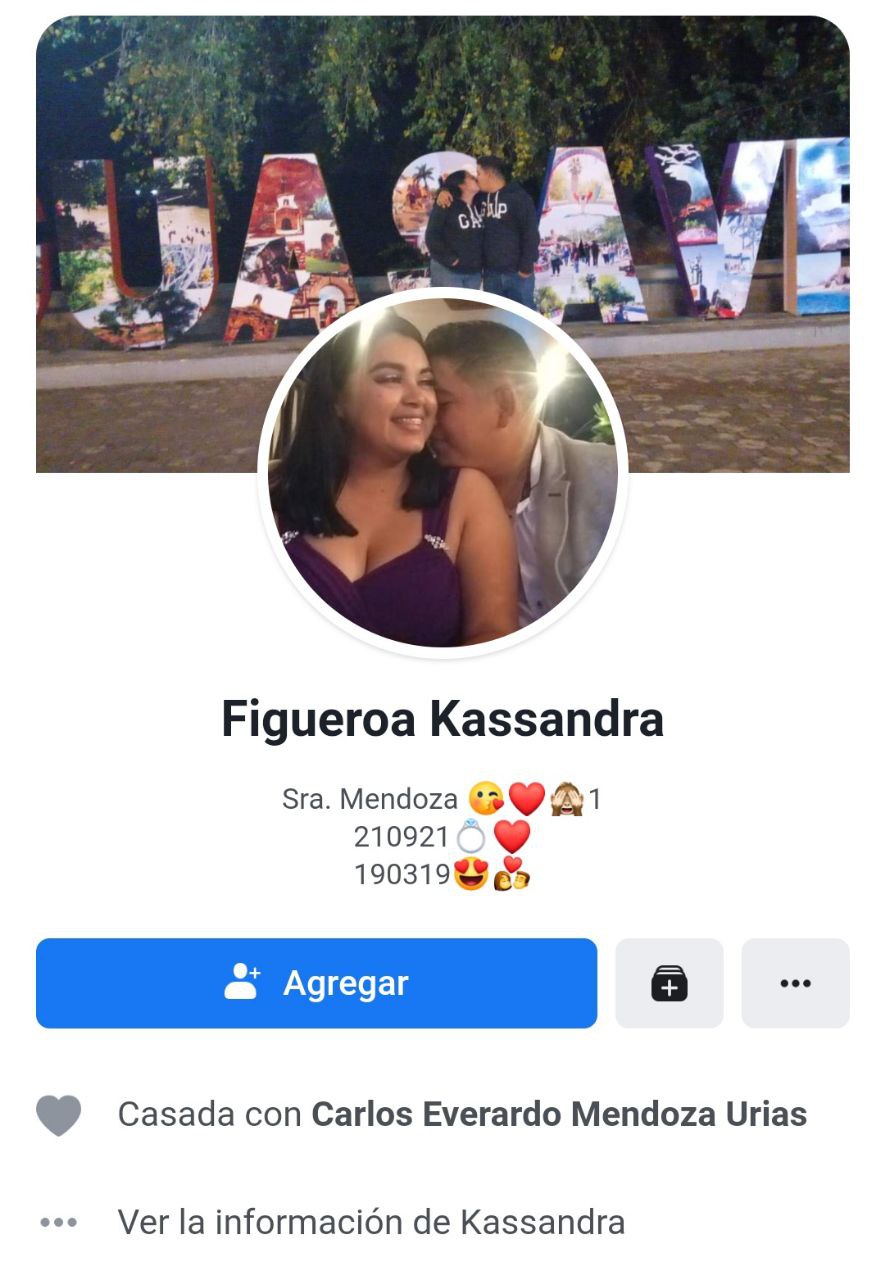 UASAVE
GAP GAP
Figueroa Kassandra
Sra. Mendoza 😘❤️🙈1
210921💍❤️
190319😍💏
Agregar
Casada con Carlos Everardo Mendoza Urias
Ver la información de Kassandra